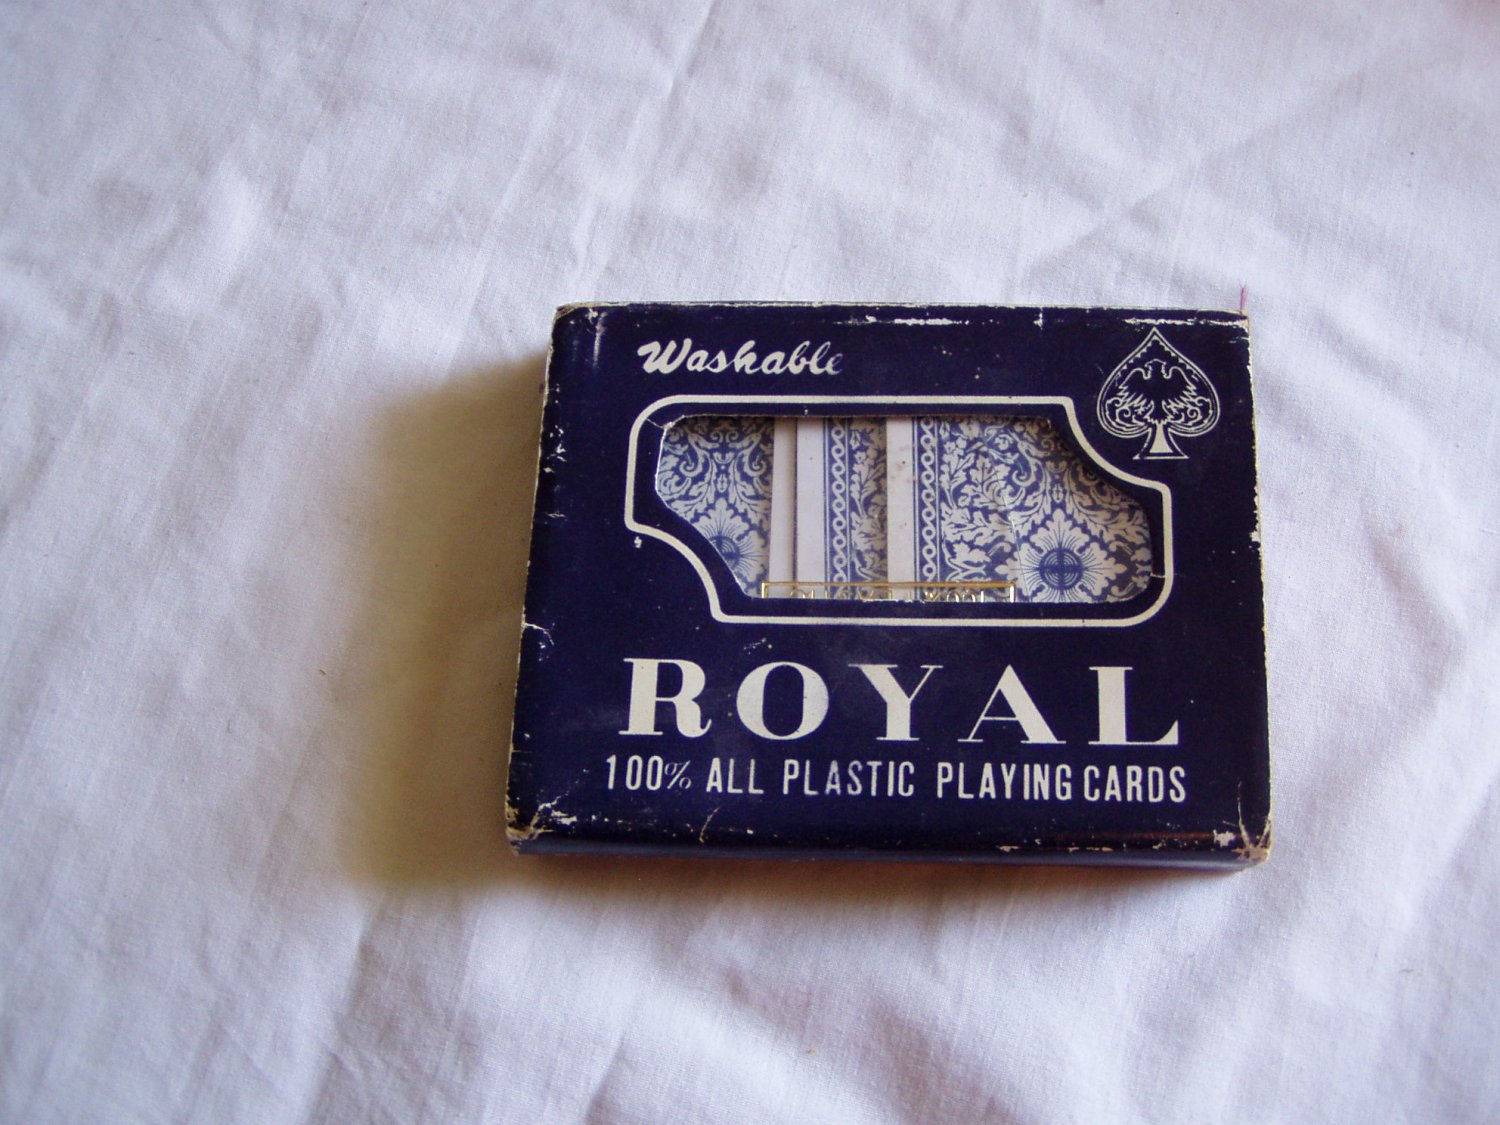 Washable
ROYAL
100% ALL PLASTIC PLAYING CARDS